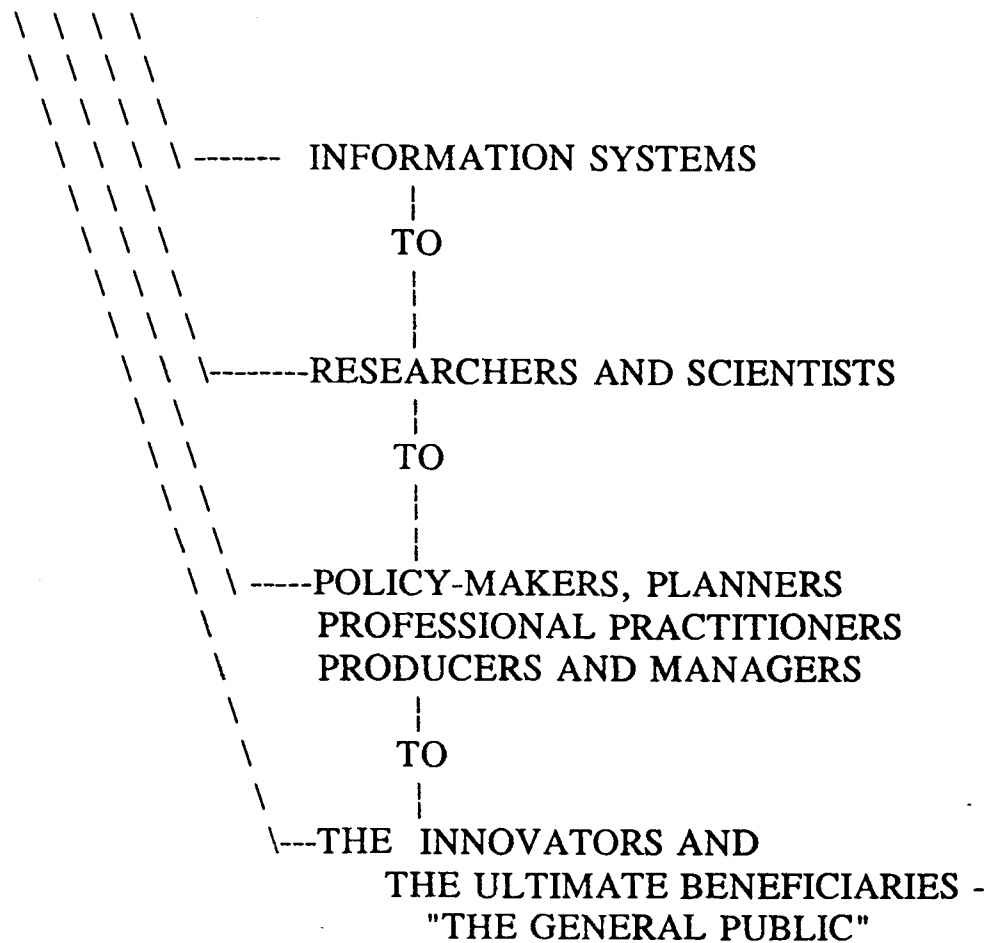 INFORMATION SYSTEMS
TO
RESEARCHERS AND SCIENTISTS
TO
POLICY-MAKERS, PLANNERS
PROFESSIONAL PRACTITIONERS
PRODUCERS AND MANAGERS
TO
THE INNOVATORS AND
THE ULTIMATE BENEFICIARIES -
"THE GENERAL PUBLIC"